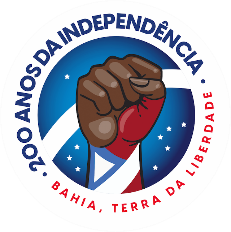 200 ANOS DA INDEPENDÊNCIA
BAHIA, TERRA DA LIBERDADE